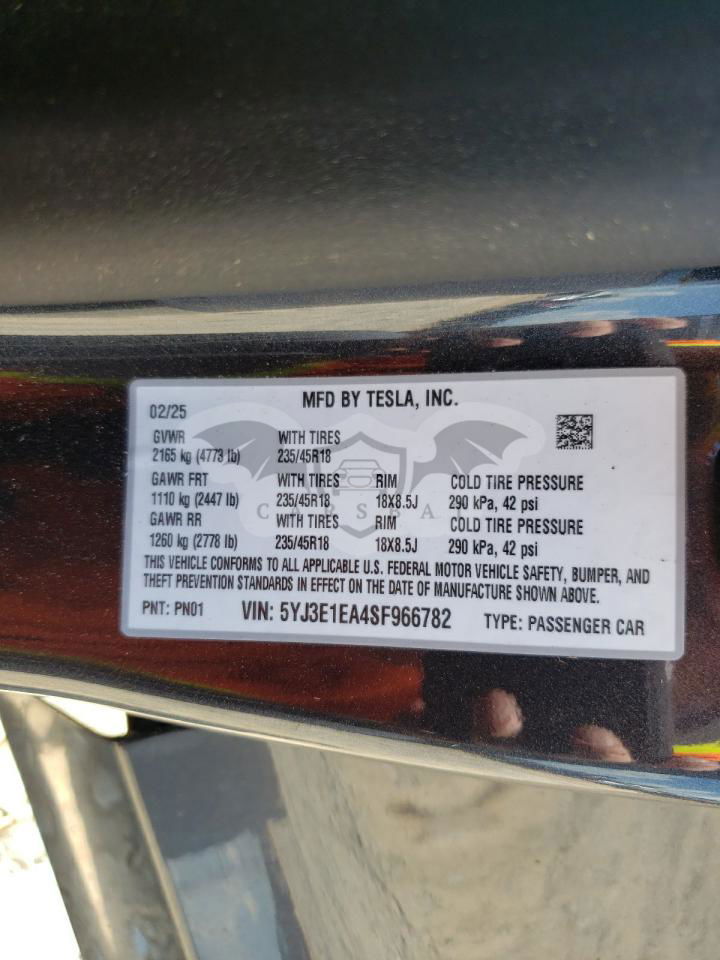 MFD BY TESLA, INC.
02/25
GVWR WITH TIRES
2165 kg (4773 lb) 235/45R18
GAWR FRT WITH TIRES RIM COLD TIRE PRESSURE
1110 kg (2447 lb) 235/45R18 18X8.5J 290 kPa, 42 psi
GAWR RR WITH TIRES RIM COLD TIRE PRESSURE
1260 kg (2778 lb) 235/45R18 18X8.5J 290 kPa, 42 psi
THIS VEHICLE CONFORMS TO ALL APPLICABLE U.S. FEDERAL MOTOR VEHICLE SAFETY, BUMPER, AND
THEFT PREVENTION STANDARDS IN EFFECT ON THE DATE OF MANUFACTURE SHOWN ABOVE.
PNT: PN01 VIN: 5YJ3E1EA4SF966782 TYPE: PASSENGER CAR